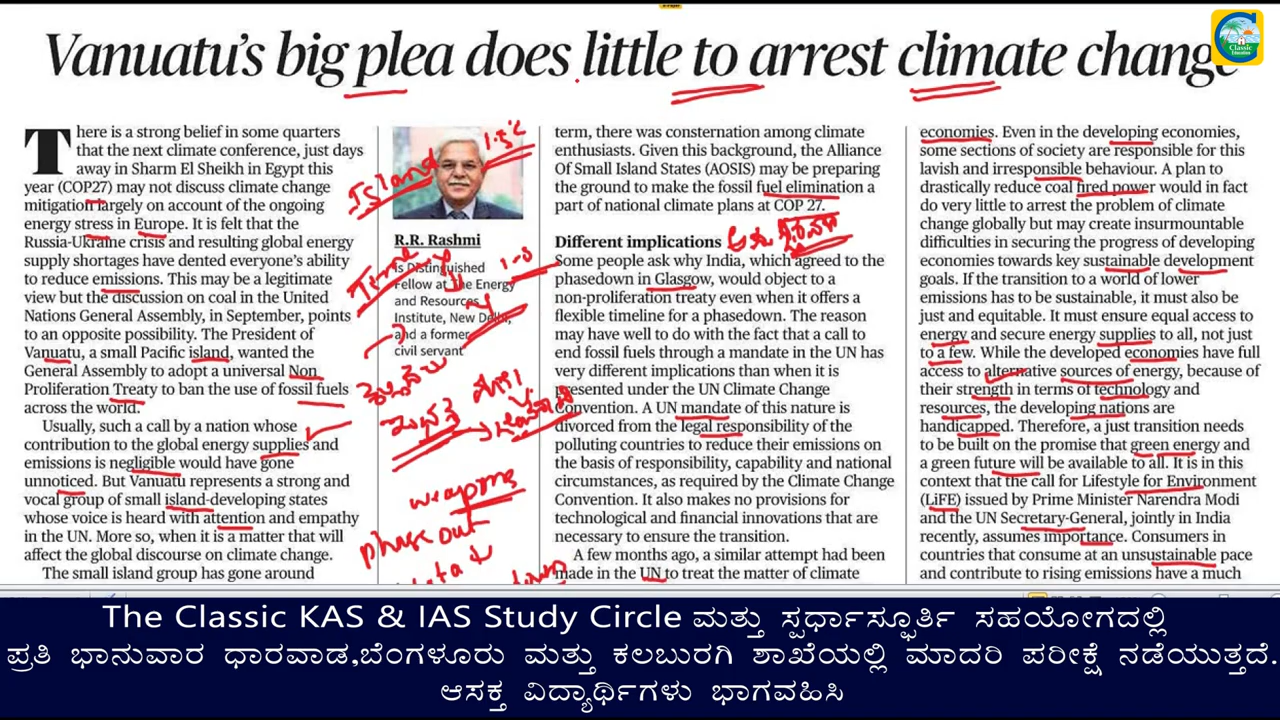 Vanuatu's big plea does little to arrest climate change
Classic
Education
There is a strong belief in some quarters
that the next climate conference, just days
away in Sharm El Sheikh in Egypt this
year (COP27) may not discuss climate change
mitigation largely on account of the ongoing
energy stress in Europe. It is felt that the
Russia-Ukraine crisis and resulting global energy
supply shortages have dented everyone's ability
to reduce emissions. This may be a legitimate
view but the discussion on coal in the United
Nations General Assembly, in September, points
to an opposite possibility. The President of
Vanuatu, a small Pacific island, wanted the
General Assembly to adopt a universal Non
Proliferation Treaty to ban the use of fossil fuels
across the world.
Usually, such a call by a nation whose
contribution to the global energy supplies and
emissions is negligible would have gone
unnoticed. But Vanuatu represents a strong and
vocal group of small island-developing states
whose voice is heard with attention and empathy
in the UN. More so, when it is a matter that will
affect the global discourse on climate change.
The small island group has gone around
Island
1.5°C
R.R. Rashmi
is Distinguished
Fellow at The Energy
and Resources
Institute, New Delhi,
and a former
civil servant
weapons
phase out
down
term, there was consternation among climate
enthusiasts. Given this background, the Alliance
Of Small Island States (AOSIS) may be preparing
the ground to make the fossil fuel elimination a
part of national climate plans at COP 27.
Different implications
Some people ask why India, which agreed to the
phasedown in Glasgow, would object to a
non-proliferation treaty even when it offers a
flexible timeline for a phasedown. The reason
may have well to do with the fact that a call to
end fossil fuels through a mandate in the UN has
very different implications than when it is
presented under the UN Climate Change
Convention. A UN mandate of this nature is
divorced from the legal responsibility of the
polluting countries to reduce their emissions on
the basis of responsibility, capability and national
circumstances, as required by the Climate Change
Convention. It also makes no provisions for
technological and financial innovations that are
necessary to ensure the transition.
A few months ago, a similar attempt had been
made in the UN to treat the matter of climate
economies. Even in the developing economies,
some sections of society are responsible for this
lavish and irresponsible behaviour. A plan to
drastically reduce coal fired power would in fact
do very little to arrest the problem of climate
change globally but may create insurmountable
difficulties in securing the progress of developing
economies towards key sustainable development
goals. If the transition to a world of lower
emissions has to be sustainable, it must also be
just and equitable. It must ensure equal access to
energy and secure energy supplies to all, not just
to a few. While the developed economies have full
access to alternative sources of energy, because of
their strength in terms of technology and
resources, the developing nations are
handicapped. Therefore, a just transition needs
to be built on the promise that green energy and
a green future will be available to all. It is in this
context that the call for Lifestyle for Environment
(LiFE) issued by Prime Minister Narendra Modi
and the UN Secretary-General, jointly in India
recently, assumes importance. Consumers in
countries that consume at an unsustainable pace
and contribute to rising emissions have a much
The Classic KAS & IAS Study Circle ಮತ್ತು ಸ್ಪರ್ಧಾಸ್ಫೂರ್ತಿ ಸಹಯೋಗದಲ್ಲಿ
ಪ್ರತಿ ಭಾನುವಾರ ಧಾರವಾಡ,ಬೆಂಗಳೂರು ಮತ್ತು ಕಲಬುರಗಿ ಶಾಖೆಯಲ್ಲಿ ಮಾದರಿ ಪರೀಕ್ಷೆ ನಡೆಯುತ್ತದೆ.
ಆಸಕ್ತ ವಿದ್ಯಾರ್ಥಿಗಳು ಭಾಗವಹಿಸಿ